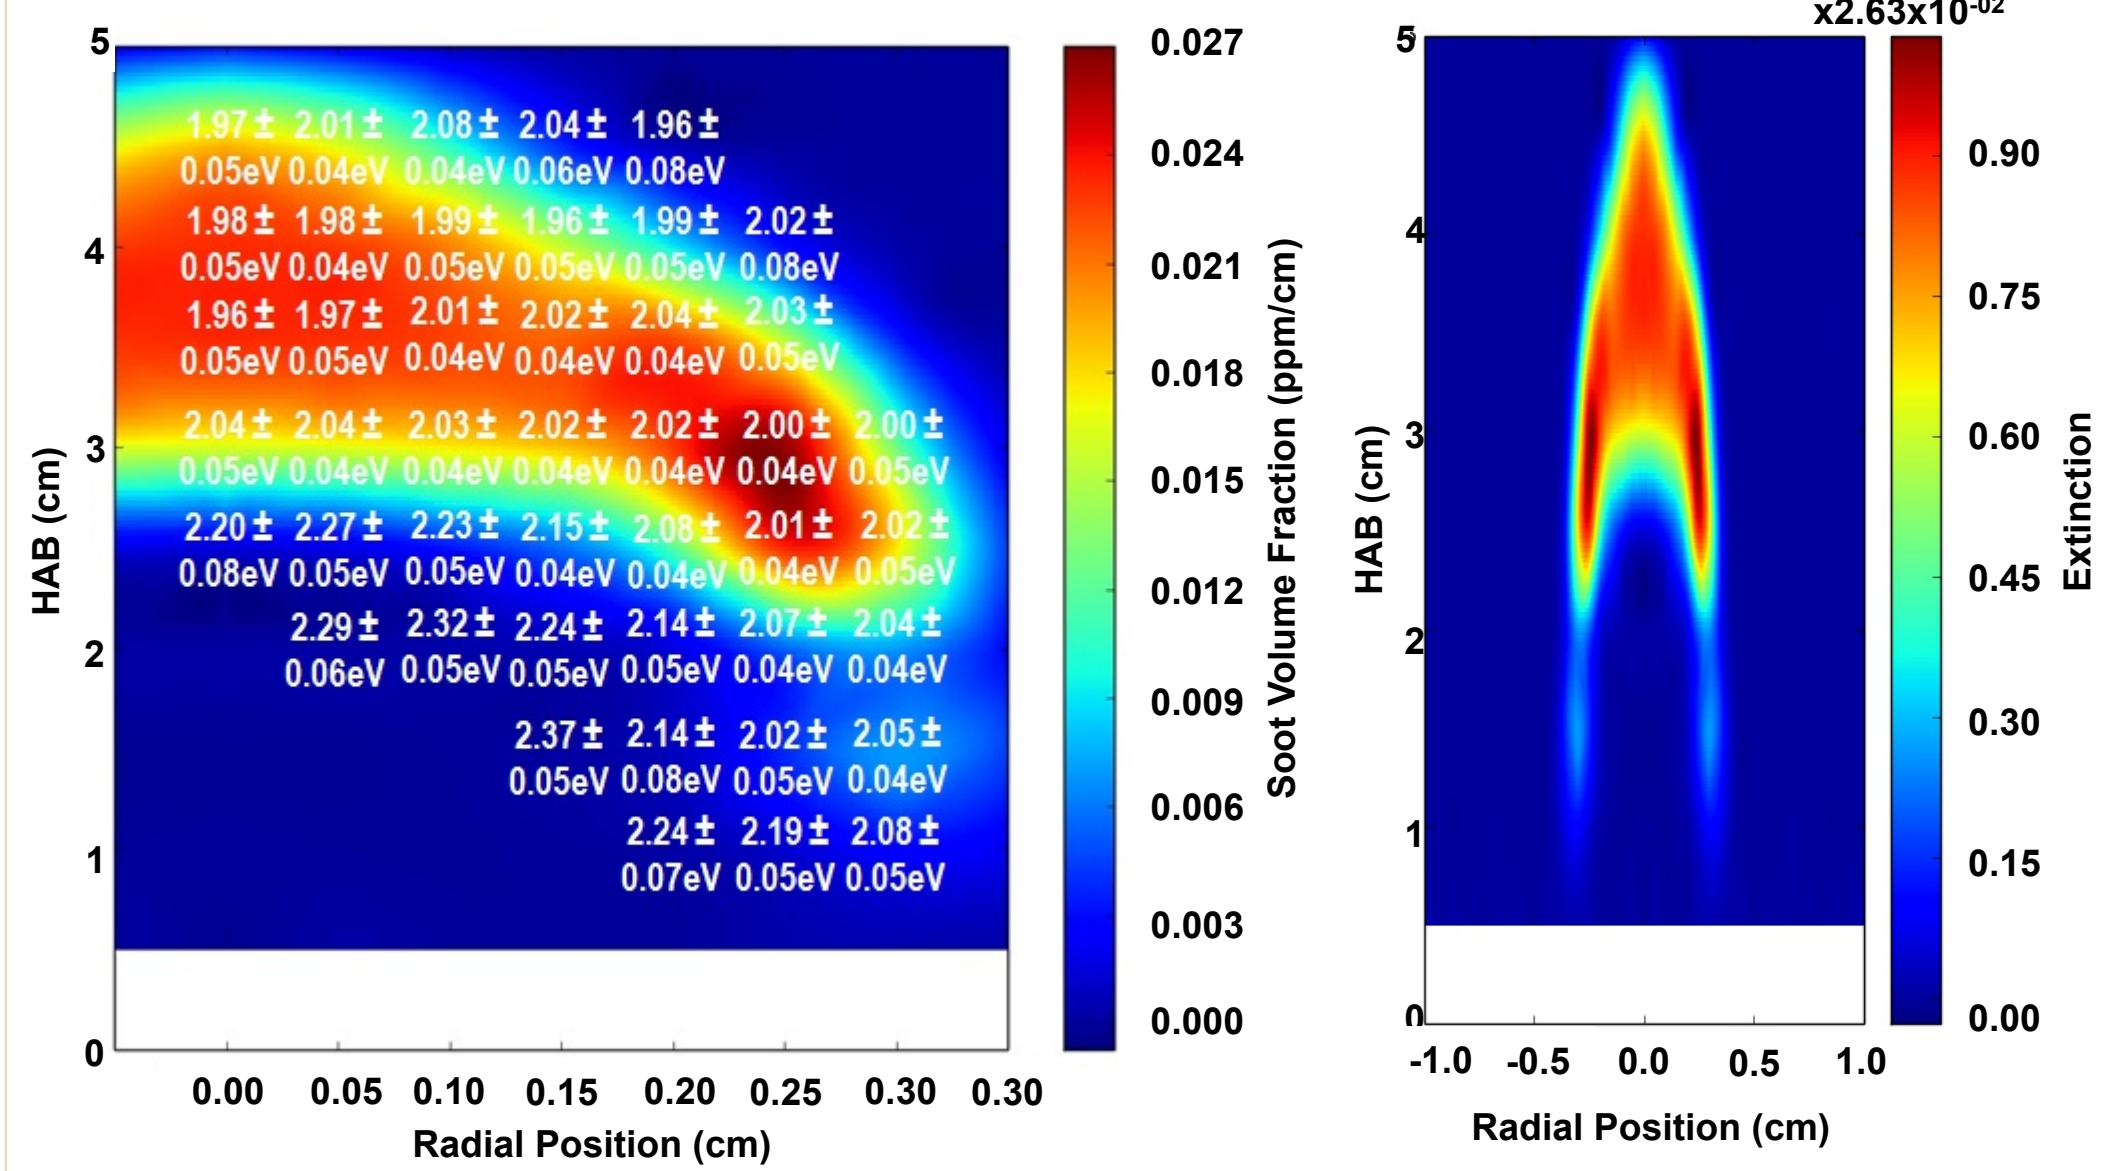 5
4
3
2
1
0
HAB (cm)
1.97 ± 2.01 ± 2.08 ± 2.04 ± 1.96 ±
0.05eV 0.04eV 0.04eV 0.06eV 0.08eV
1.98 ± 1.98 ± 1.99 ± 1.96 ± 1.99 ± 2.02 ±
0.05eV 0.04eV 0.05eV 0.05eV 0.05eV 0.08eV
1.96 ± 1.97 ± 2.01 ± 2.02 ± 2.04 ± 2.03 ±
0.05eV 0.05eV 0.04eV 0.04eV 0.04eV 0.05eV
2.04 ± 2.04 ± 2.03 ± 2.02 ± 2.02 ± 2.00 ± 2.00 ±
0.05eV 0.04eV 0.04eV 0.04eV 0.04eV 0.04eV 0.05eV
2.20 ± 2.27 ± 2.23 ± 2.15 ± 2.08 ± 2.01 ± 2.02 ±
0.08eV 0.05eV 0.05eV 0.04eV 0.04eV 0.04eV 0.05eV
2.29 ± 2.32 ± 2.24 ± 2.14 ± 2.07 ± 2.04 ±
0.06eV 0.05eV 0.05eV 0.05eV 0.04eV 0.04eV
2.37 ± 2.14 ± 2.02 ± 2.05 ±
0.05eV 0.08eV 0.05eV 0.04eV
2.24 ± 2.19 ± 2.08 ±
0.07eV 0.05eV 0.05eV
0.00 0.05 0.10 0.15 0.20 0.25 0.30 0.30
Radial Position (cm)
0.027
0.024
0.021
0.018
0.015
0.012
0.009
0.006
0.003
0.000
Soot Volume Fraction (ppm/cm)
5
4
3
2
1
0
HAB (cm)
-1.0 -0.5 0.0 0.5 1.0
Radial Position (cm)
x2.63x10-02
0.90
0.75
0.60
0.45
0.30
0.15
0.00
Extinction